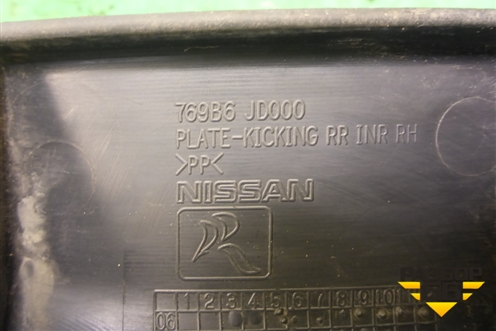 769B6 JD000
PLATE-KICKING RR INR RH
>PP<
NISSAN
1 2 3 4 5 6 7 8 9 10
06